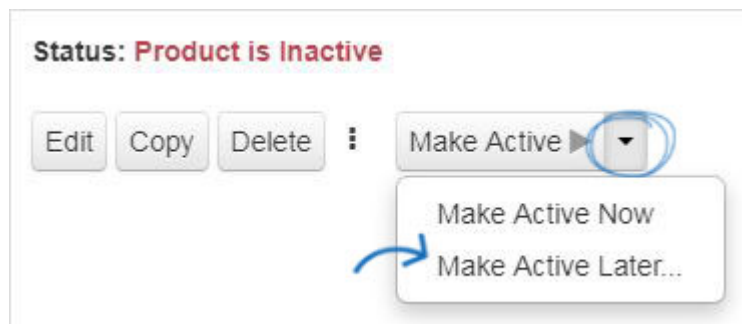 Status: Product is Inactive
Edit Copy Delete Make Active
Make Active Now
Make Active Later...